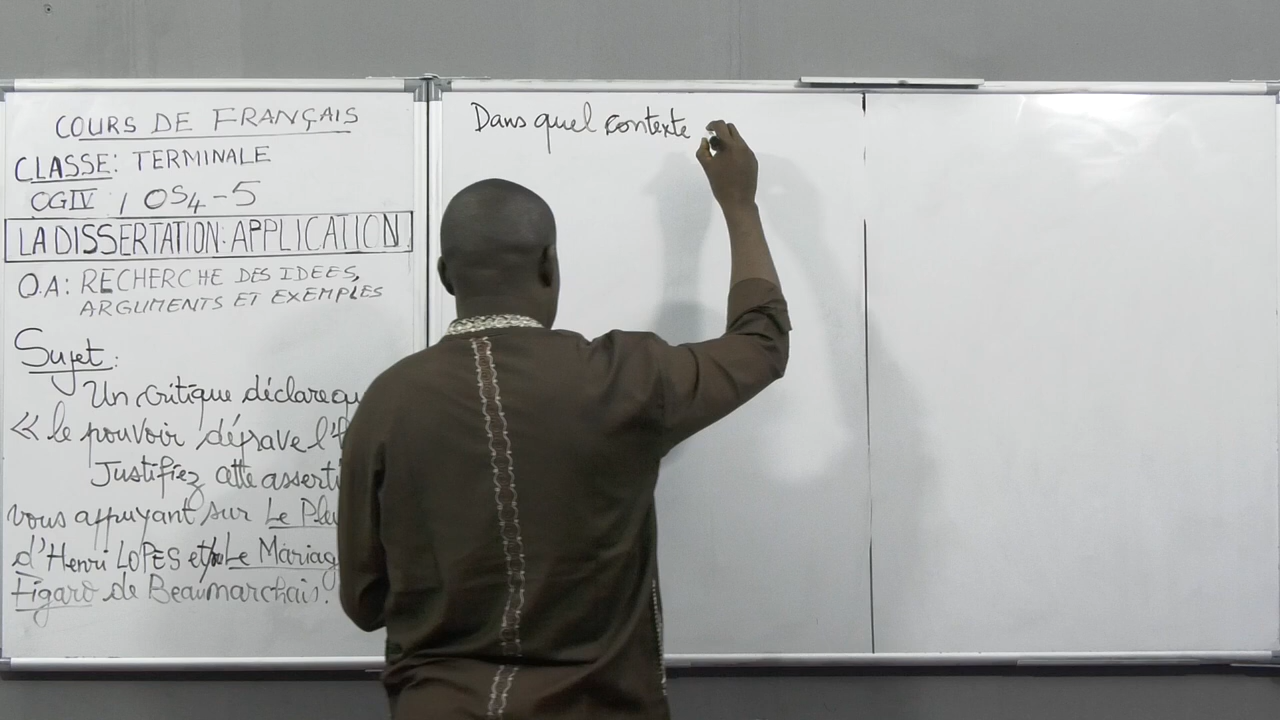 COURS DE FRANÇAIS
CLASSE: TERMINALE
OGIV / OS4-5
LA DISSERTATION: APPLICATION
O.A: RECHERCHE DES IDEES,
ARGUMENTS ET EXEMPLES
Sujet:
Un critique déclare qu
« le pouvoir déprave l'
Justifiez cette asserti
vous appuyant sur Le Pleu
d'Henri LOPES et Le Mariag
Figaro de Beaumarchais.
Dans quel contexte